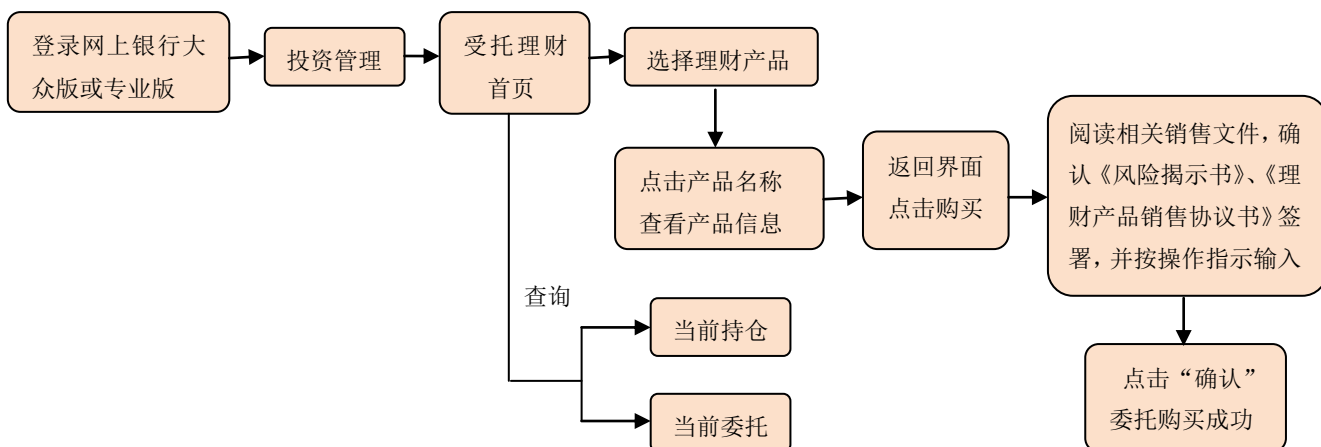 登录网上银行大
众版或专业版
投资管理
受托理财
首页
选择理财产品
点击产品名称
查看产品信息
返回界面
点击购买
阅读相关销售文件，确
认《风险揭示书》、《理
财产品销售协议书》签
署，并按操作指示输入
点击“确认”
委托购买成功
查询
当前持仓
当前委托